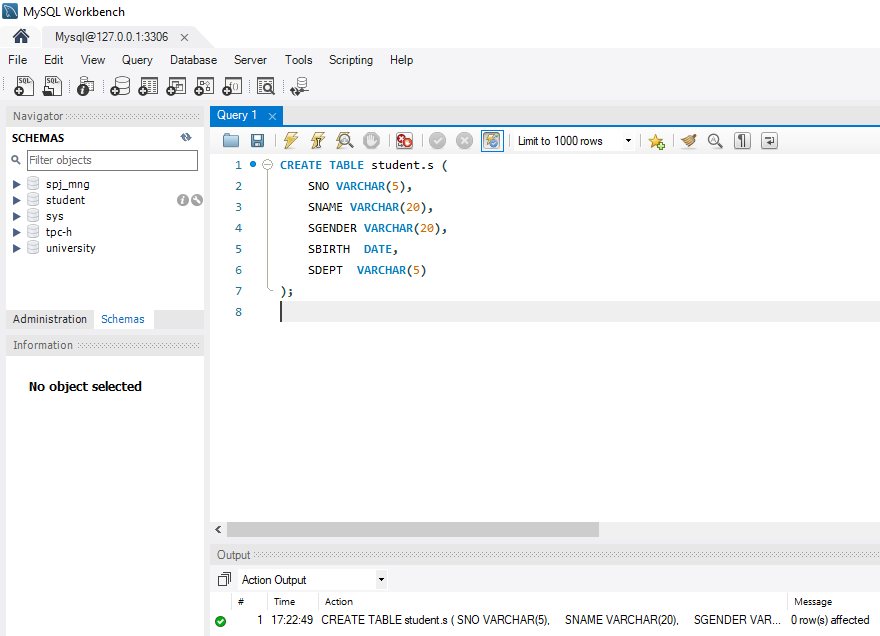 MySQL Workbench
Mysql@127.0.0.1:3306
File Edit View Query Database Server Tools Scripting Help
SQL SQL
Navigator
SCHEMAS
Filter objects
spj_mng
student
sys
tpc-h
university
Administration Schemas
Information
No object selected
Query 1
Limit to 1000 rows
1 CREATE TABLE student.s (
2 SNO VARCHAR(5),
3 SNAME VARCHAR(20),
4 SGENDER VARCHAR(20),
5 SBIRTH DATE,
6 SDEPT VARCHAR(5)
7 );
8
Output
Action Output
# Time Action Message
1 17:22:49 CREATE TABLE student.s ( SNO VARCHAR(5), SNAME VARCHAR(20), SGENDER VAR... 0 row(s) affected